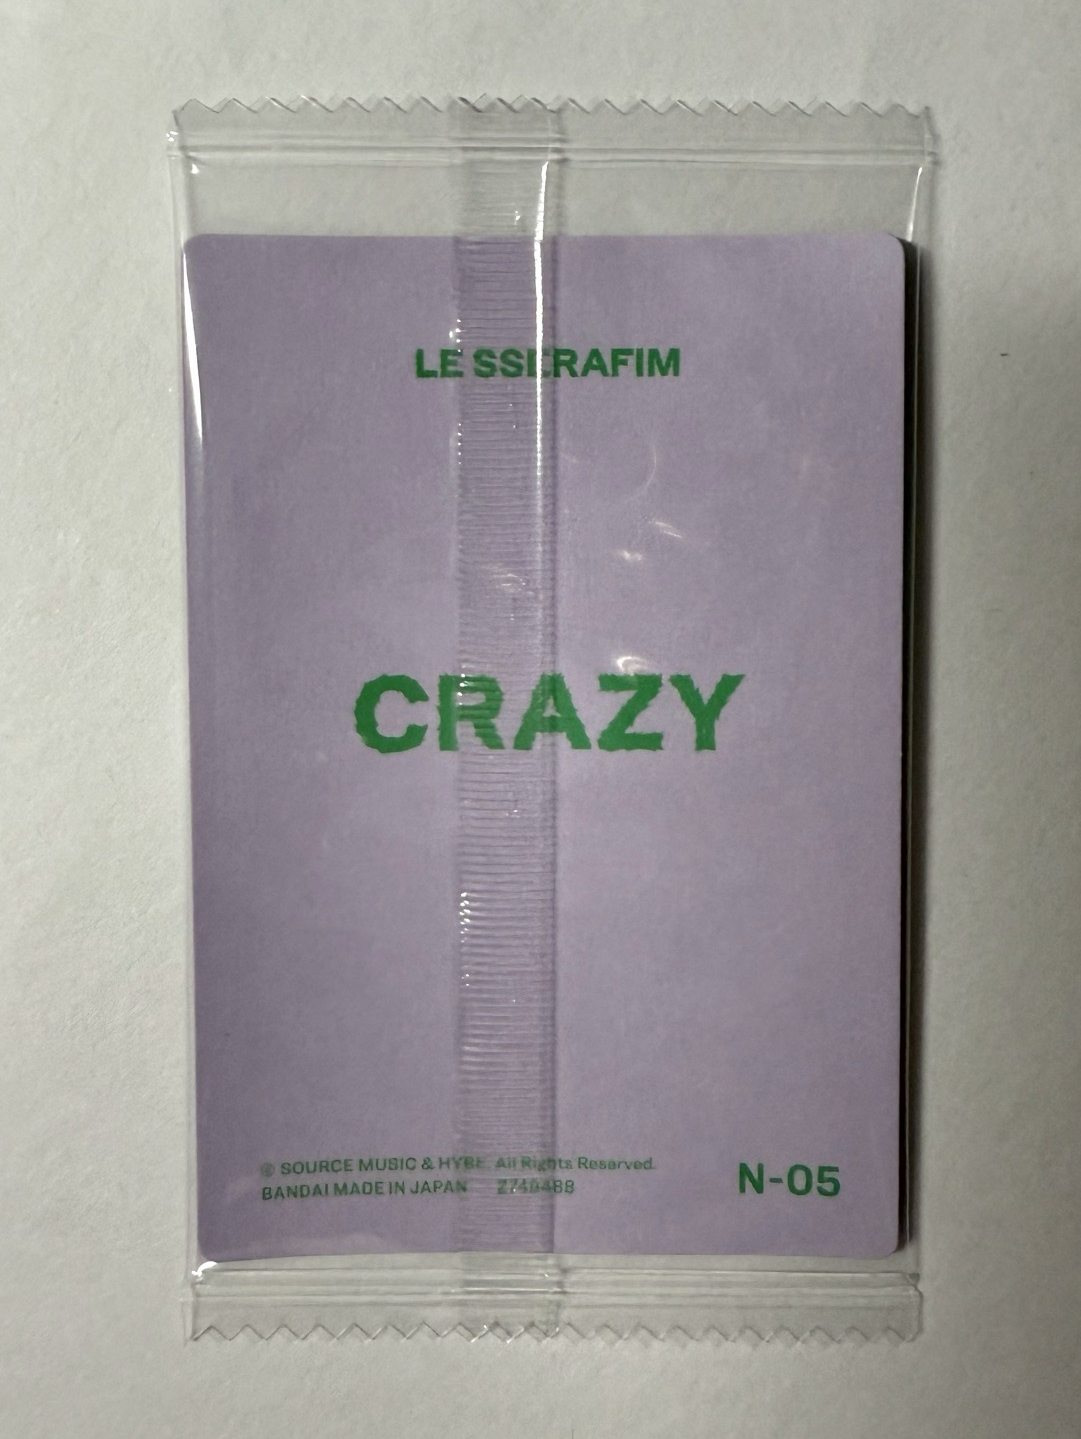 LE SSERAFIM
CRAZY
© SOURCE MUSIC & HYBE. All Rights Reserved.
BANDAI MADE IN JAPAN
N-05